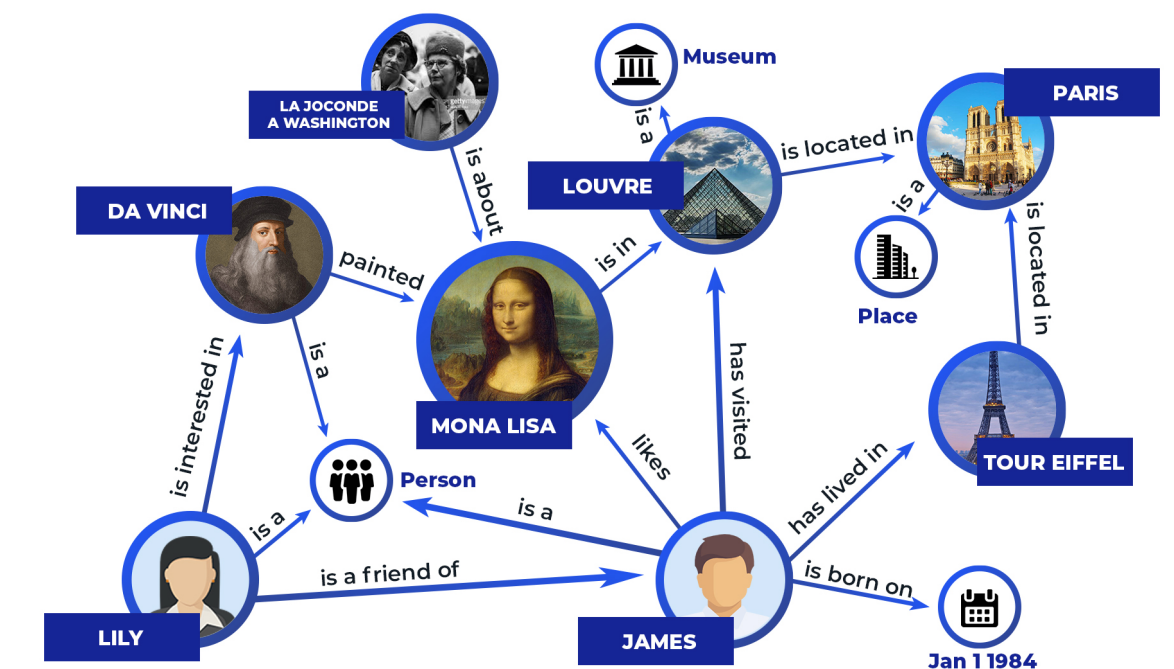 Museum
PARIS
LA JOCONDE
A WASHINGTON
gettyimages
is a
is located in
is about
LOUVRE
is a
DA VINCI
is in
is located in
painted
Place
is a
has visited
is interested in
MONA LISA
likes
TOUR EIFFEL
Person
has lived in
is a
is a
is a friend of
is born on
LILY
JAMES
Jan 1 1984